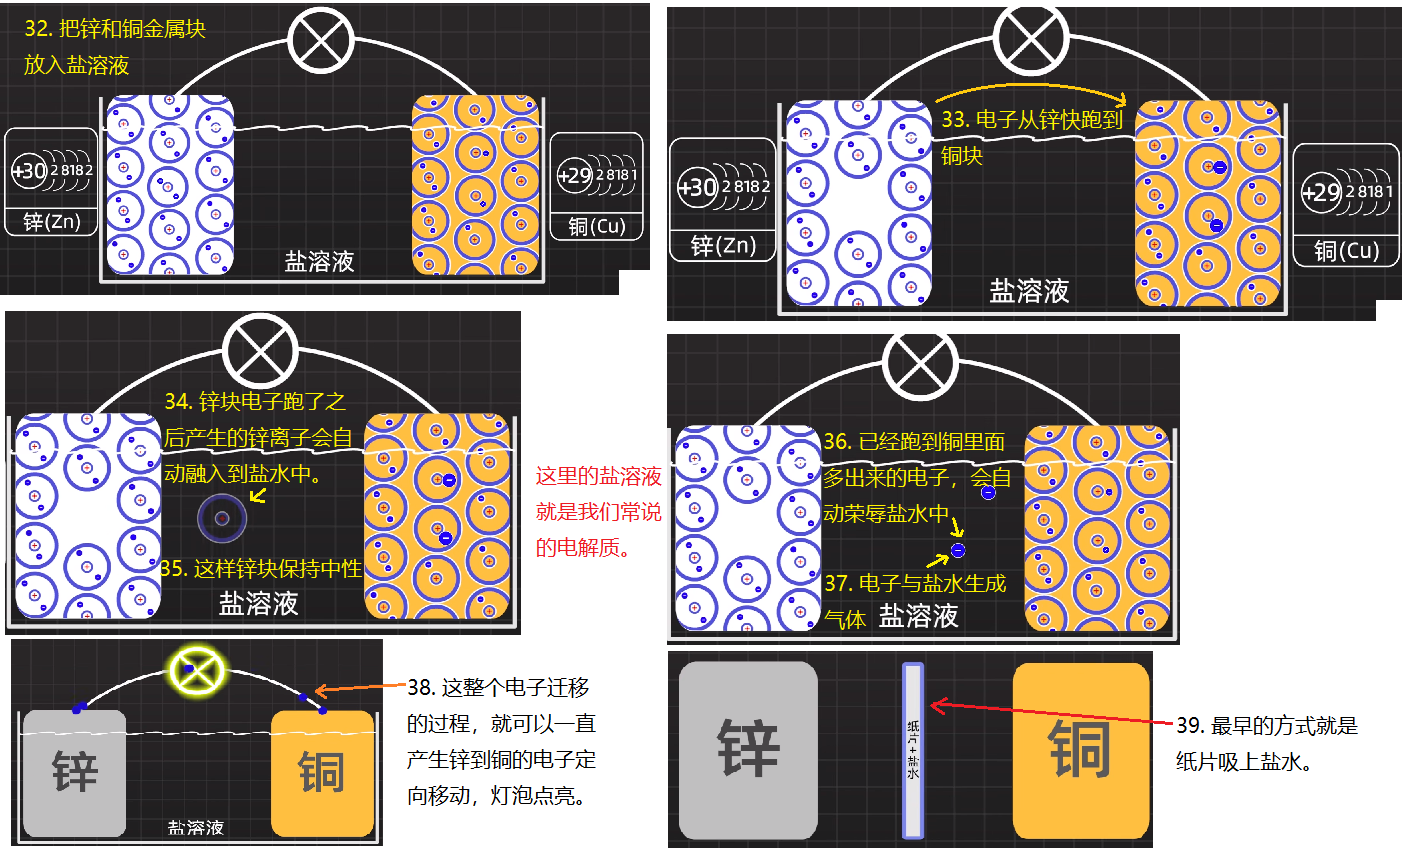 32. 把锌和铜金属块
放入盐溶液
+30 2 8 18 2
锌(Zn)
+29 2 8 18 1
铜(Cu)
盐溶液
33. 电子从锌快跑到
铜块
+30 2 8 18 2
锌(Zn)
+29 2 8 18 1
铜(Cu)
盐溶液
34. 锌块电子跑了之
后产生的锌离子会自
动融入到盐水中。
35. 这样锌块保持中性
盐溶液
这里的盐溶液
就是我们常说
的电解质。
36. 已经跑到铜里面
多出来的电子，会自
动荣辱盐水中
37. 电子与盐水生成
气体
盐溶液
锌
铜
盐溶液
38. 这整个电子迁移
的过程，就可以一直
产生锌到铜的电子定
向移动，灯泡点亮。
锌
纸片+盐水
铜
39. 最早的方式就是
纸片吸上盐水。